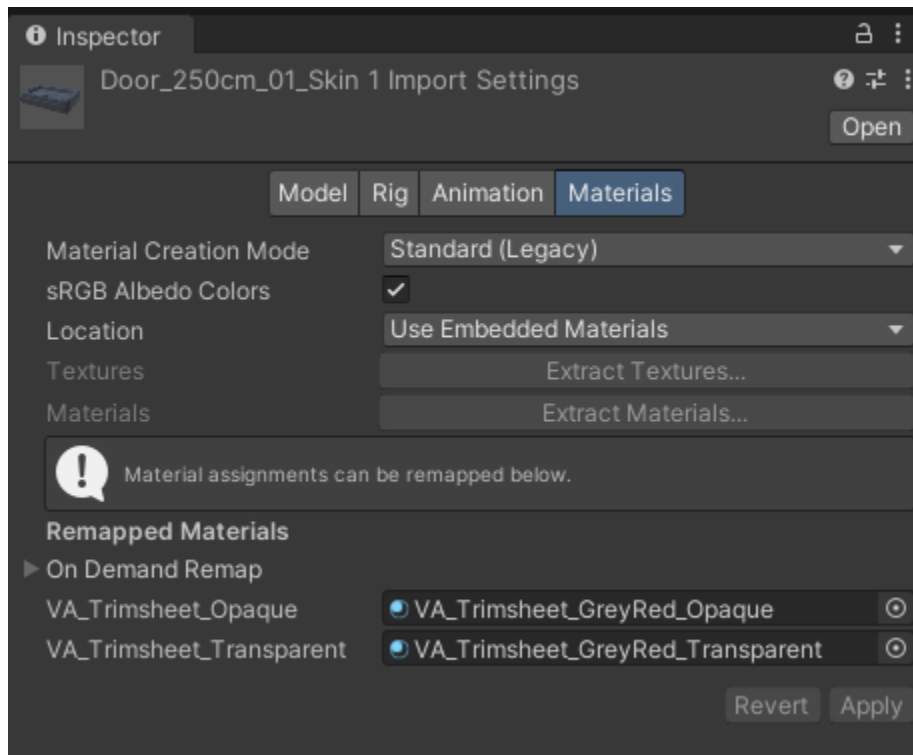 Inspector
Door_250cm_01_Skin 1 Import Settings
Open
Model Rig Animation Materials
Material Creation Mode Standard (Legacy)
sRGB Albedo Colors
Location Use Embedded Materials
Textures Extract Textures...
Materials Extract Materials...
Material assignments can be remapped below.
Remapped Materials
On Demand Remap
VA_Trimsheet_Opaque VA_Trimsheet_GreyRed_Opaque
VA_Trimsheet_Transparent VA_Trimsheet_GreyRed_Transparent
Revert Apply